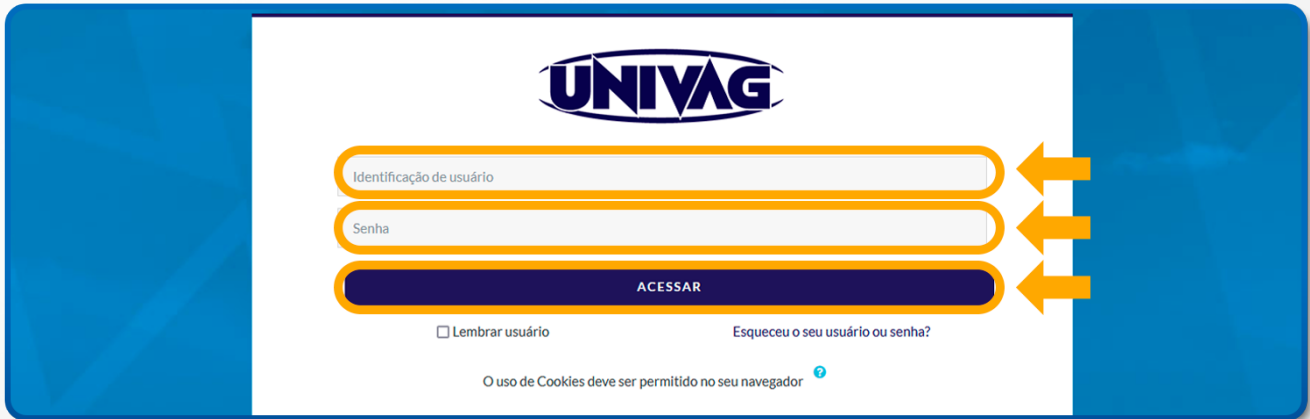 UNIVAG
Identificação de usuário
Senha
ACESSAR
Lembrar usuário
Esqueceu o seu usuário ou senha?
O uso de Cookies deve ser permitido no seu navegador ?